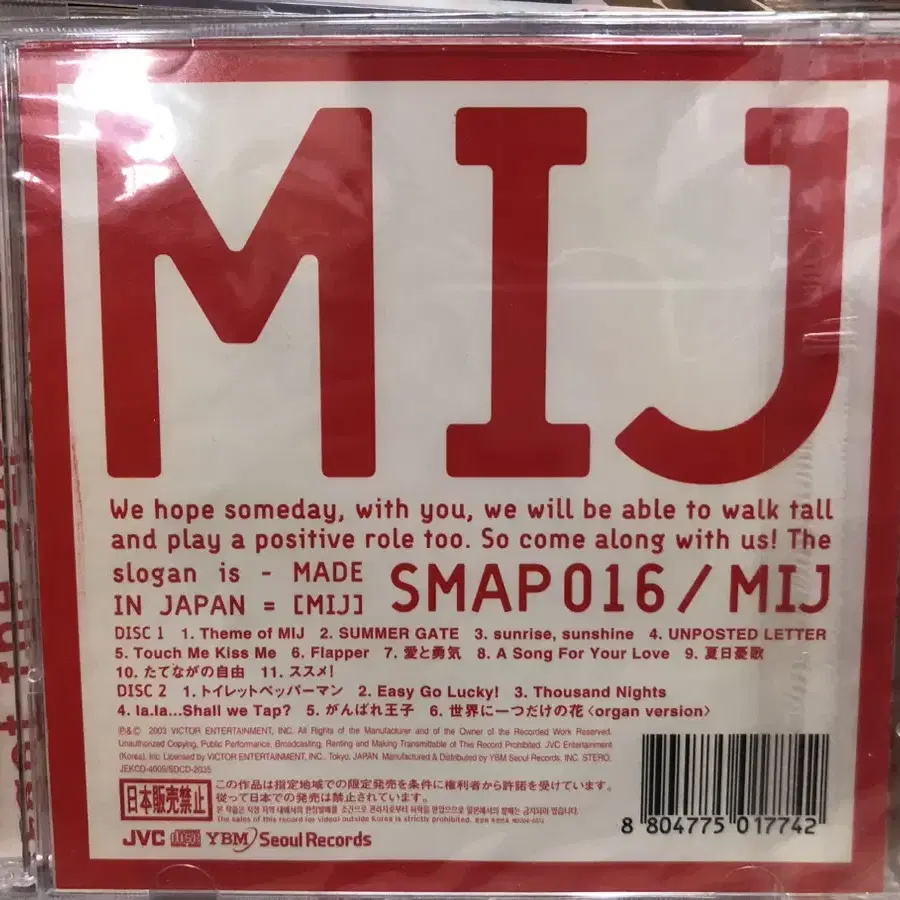 MIJ
We hope someday, with you, we will be able to walk tall
and play a positive role too. So come along with us! The
slogan is - MADE
IN JAPAN = [MIJ]
SMAP 016 / MIJ
DISC 1 1. Theme of MIJ 2. SUMMER GATE 3. sunrise, sunshine 4. UNPOSTED LETTER
5. Touch Me Kiss Me 6. Flapper 7. 愛と勇気 8. A Song For Your Love 9. 夏日憂歌
10. たてながの自由 11. ススメ!
DISC 2 1. トイレットペッパーマン 2. Easy Go Lucky! 3. Thousand Nights
4. la.la...Shall we Tap? 5. がんばれ王子 6. 世界に一つだけの花〈organ version〉
℗&© 2003 VICTOR ENTERTAINMENT, INC. All Rights of the Manufacturer and of the Owner of the Recorded Work Reserved.
Unauthorized Copying, Public Performance, Broadcasting, Renting and Making Transmittable of This Record Prohibited. JVC Entertainment
(Korea), Inc. Licensed by VICTOR ENTERTAINMENT, INC. Tokyo, JAPAN. Manufactured & Distributed by YBM Seoul Records, INC. STERO.
JEKCD-4009/SDCD-2035
日本販売禁止
この作品は指定地域での限定発売を条件に権利者から許諾を受けています。
従って日本での発売は禁止されています。
The sales of this record (or video) outside Korea is strictly prohibited.
JVC YBM Seoul Records
8 804775 017742